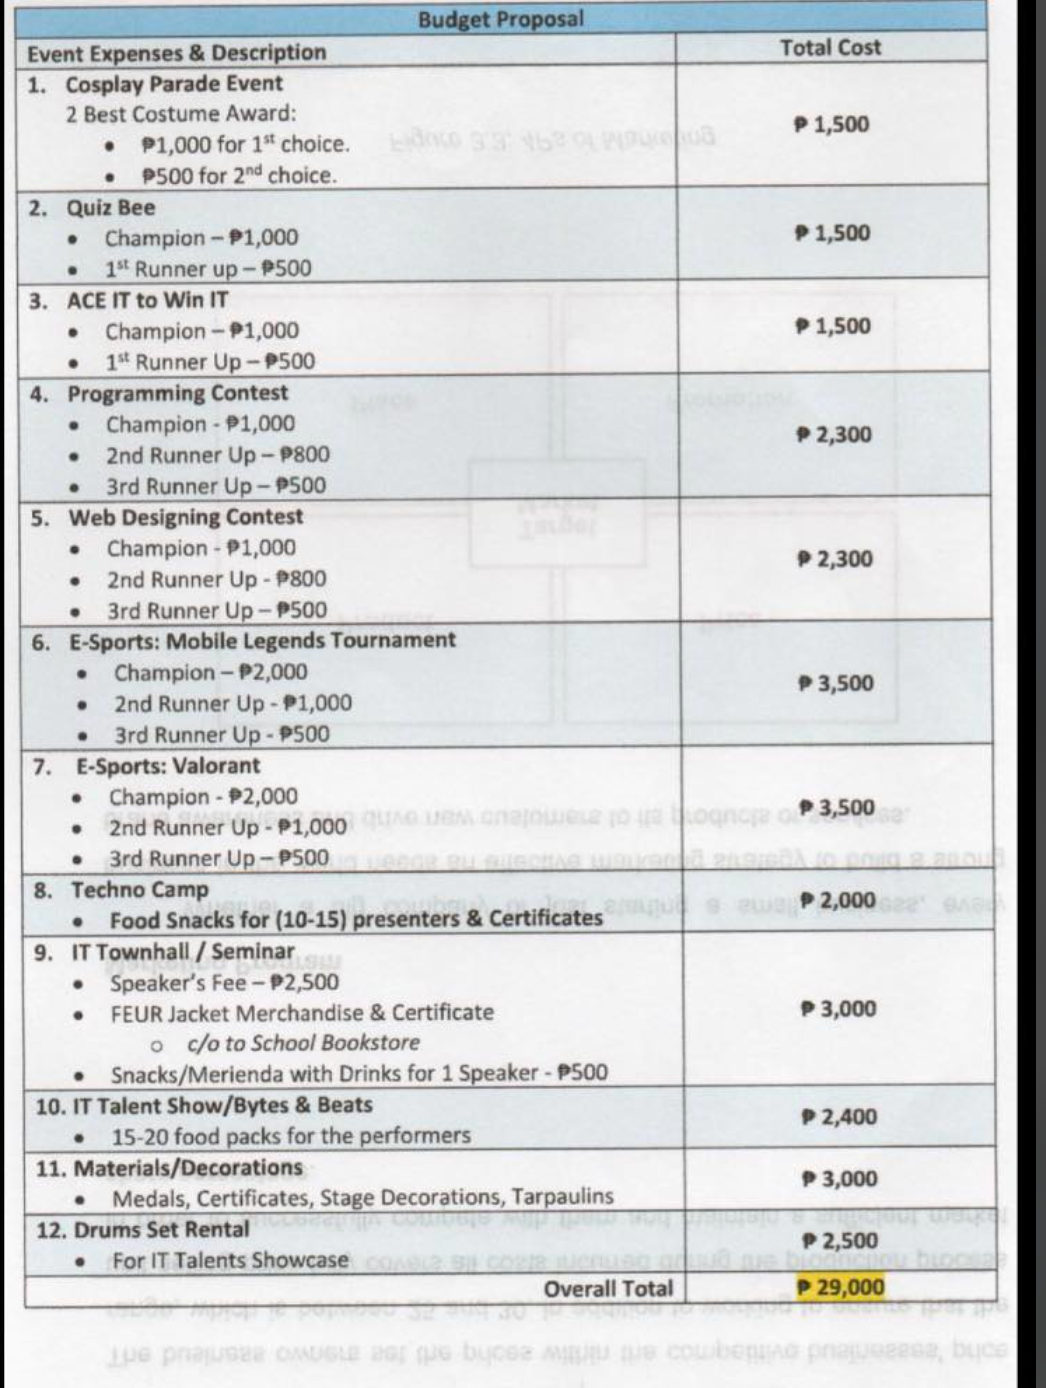 Budget Proposal
Event Expenses & Description
Total Cost
1. Cosplay Parade Event
2 Best Costume Award:
• ₱1,000 for 1st choice.
• ₱500 for 2nd choice.
₱ 1,500
2. Quiz Bee
• Champion – ₱1,000
• 1st Runner up – ₱500
₱ 1,500
3. ACE IT to Win IT
• Champion – ₱1,000
• 1st Runner Up – ₱500
₱ 1,500
4. Programming Contest
• Champion - ₱1,000
• 2nd Runner Up – ₱800
• 3rd Runner Up – ₱500
₱ 2,300
5. Web Designing Contest
• Champion - ₱1,000
• 2nd Runner Up - ₱800
• 3rd Runner Up – ₱500
₱ 2,300
6. E-Sports: Mobile Legends Tournament
• Champion – ₱2,000
• 2nd Runner Up - ₱1,000
• 3rd Runner Up - ₱500
₱ 3,500
7. E-Sports: Valorant
• Champion - ₱2,000
• 2nd Runner Up - ₱1,000
• 3rd Runner Up – ₱500
₱ 3,500
8. Techno Camp
• Food Snacks for (10-15) presenters & Certificates
₱ 2,000
9. IT Townhall / Seminar
• Speaker's Fee – ₱2,500
• FEUR Jacket Merchandise & Certificate
○ c/o to School Bookstore
• Snacks/Merienda with Drinks for 1 Speaker - ₱500
₱ 3,000
10. IT Talent Show/Bytes & Beats
• 15-20 food packs for the performers
₱ 2,400
11. Materials/Decorations
• Medals, Certificates, Stage Decorations, Tarpaulins
₱ 3,000
12. Drums Set Rental
• For IT Talents Showcase
₱ 2,500
Overall Total
₱ 29,000